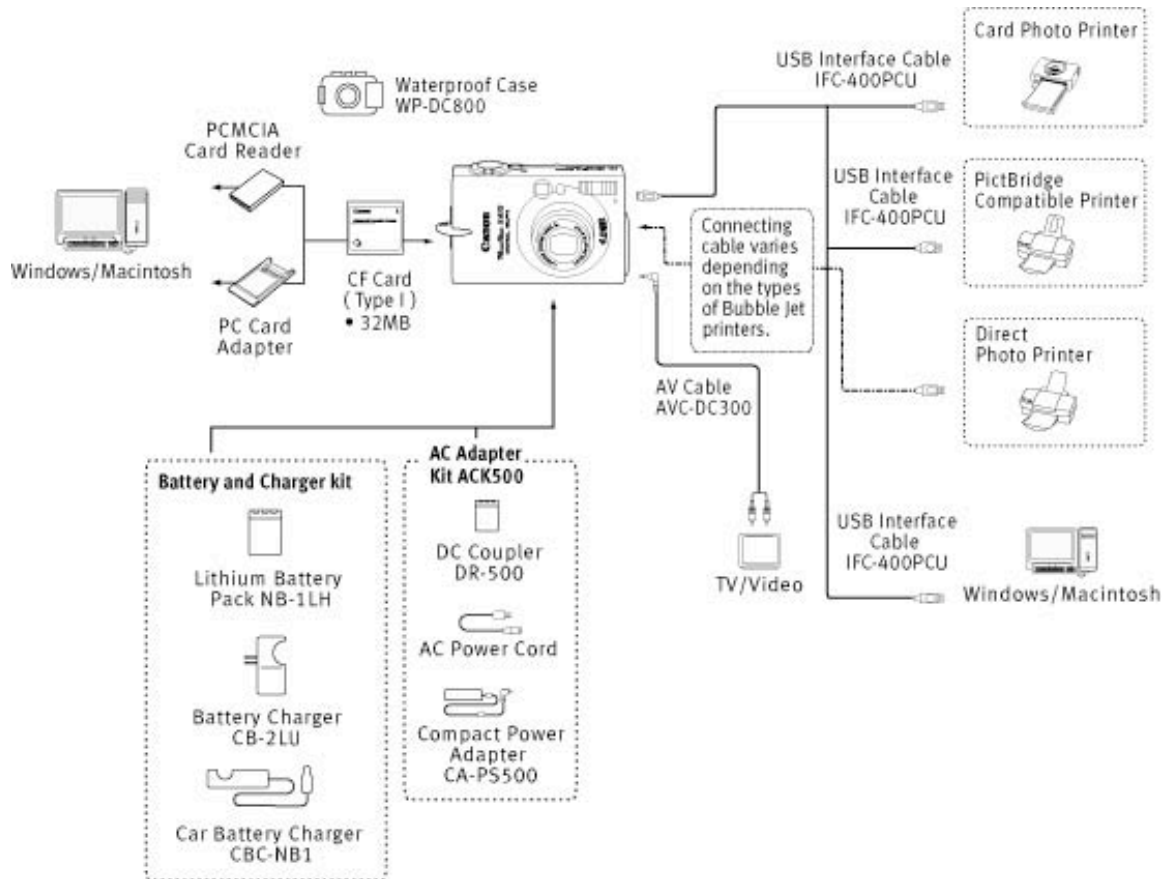 Card Photo Printer
USB Interface Cable
IFC-400PCU
Waterproof Case
WP-DC800
PCMCIA
Card Reader
USB Interface
Cable
IFC-400PCU
PictBridge
Compatible Printer
Canon
Connecting
cable varies
depending
on the types
of Bubble Jet
printers.
Windows/Macintosh
CF Card
( Type I )
• 32MB
PC Card
Adapter
Direct
Photo Printer
AV Cable
AVC-DC300
Battery and Charger kit
AC Adapter
Kit ACK500
Lithium Battery
Pack NB-1LH
DC Coupler
DR-500
TV/Video
USB Interface
Cable
IFC-400PCU
Windows/Macintosh
AC Power Cord
Battery Charger
CB-2LU
Compact Power
Adapter
CA-PS500
Car Battery Charger
CBC-NB1